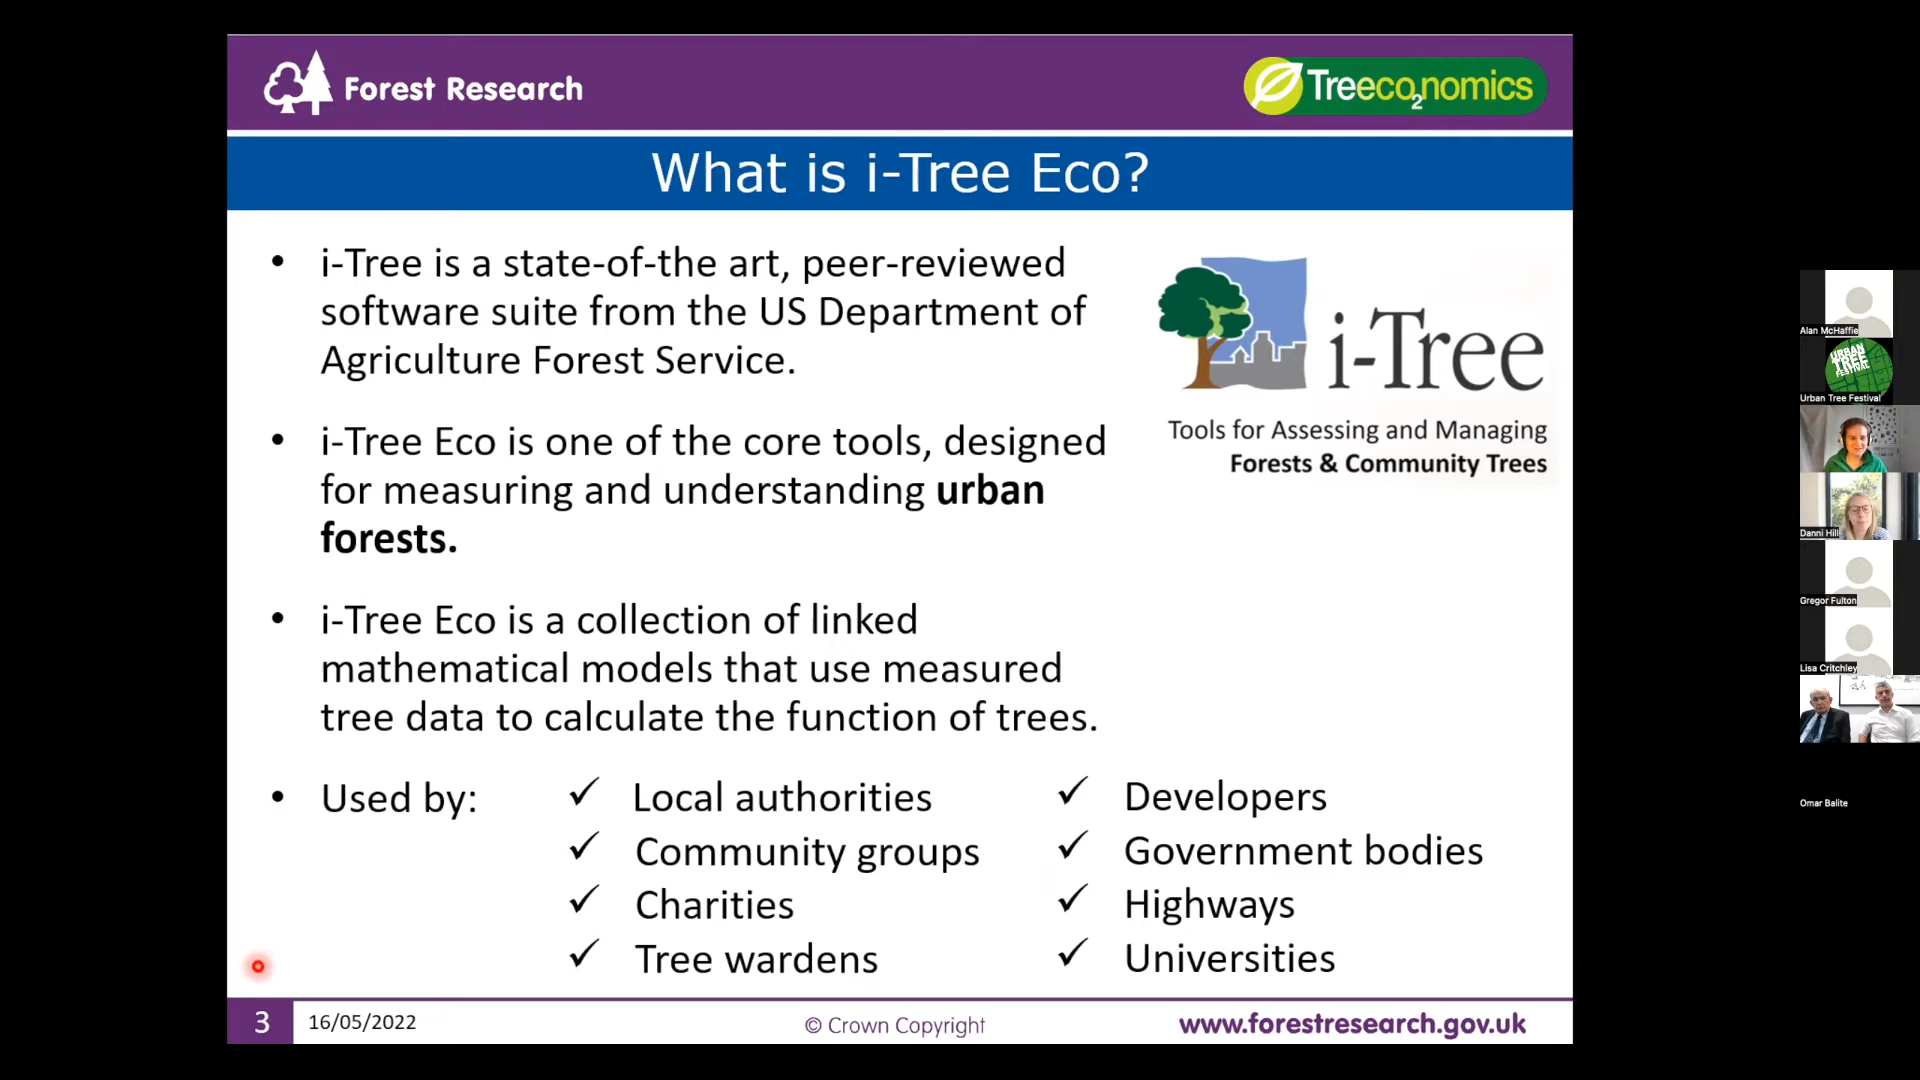 Forest Research
Treeco2nomics
What is i-Tree Eco?
• i-Tree is a state-of-the art, peer-reviewed
software suite from the US Department of
Agriculture Forest Service.
i-Tree
Tools for Assessing and Managing
Forests & Community Trees
• i-Tree Eco is one of the core tools, designed
for measuring and understanding urban
forests.
• i-Tree Eco is a collection of linked
mathematical models that use measured
tree data to calculate the function of trees.
• Used by:
✓ Local authorities
✓ Community groups
✓ Charities
✓ Tree wardens
✓ Developers
✓ Government bodies
✓ Highways
✓ Universities
3
16/05/2022
© Crown Copyright
www.forestresearch.gov.uk
Alan McHaffie
URBAN
TREE
FESTIVAL
Urban Tree Festival
Danni Hill
Gregor Fulton
Lisa Critchley
Omar Balite